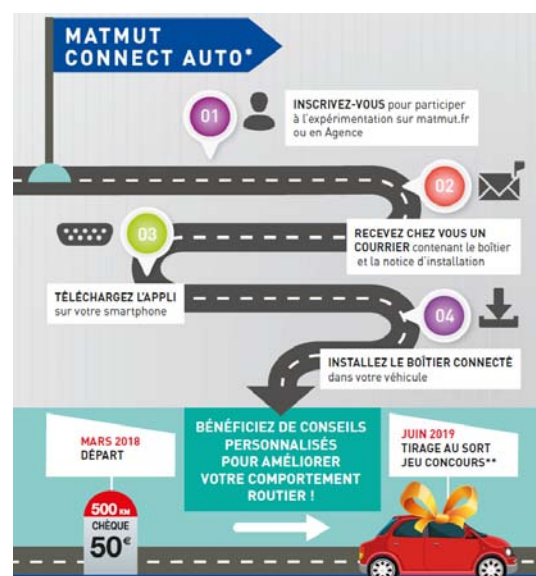 MATMUT
CONNECT AUTO*
01
INSCRIVEZ-VOUS pour participer
à l'expérimentation sur matmut.fr
ou en Agence
02
RECEVEZ CHEZ VOUS UN
COURRIER contenant le boîtier
et la notice d'installation
03
TÉLÉCHARGEZ L'APPLI
sur votre smartphone
04
INSTALLEZ LE BOÎTIER CONNECTÉ
dans votre véhicule
MARS 2018
DÉPART
500 KM
CHÈQUE
50€
BÉNÉFICIEZ DE CONSEILS
PERSONNALISÉS
POUR AMÉLIORER
VOTRE COMPORTEMENT
ROUTIER !
JUIN 2019
TIRAGE AU SORT
JEU CONCOURS**